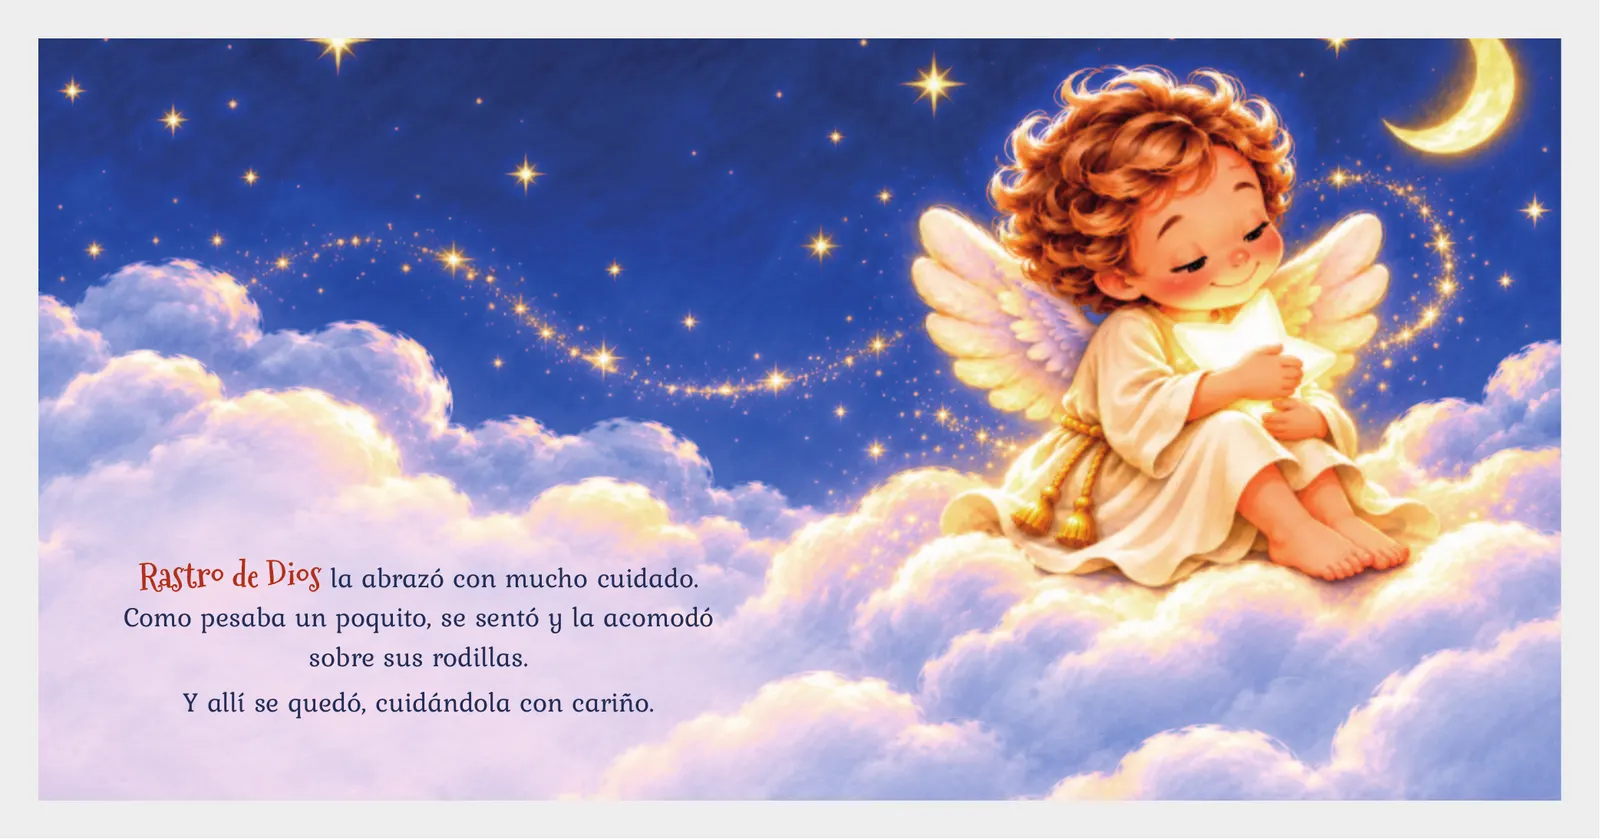 Rastro de Dios la abrazó con mucho cuidado.
Como pesaba un poquito, se sentó y la acomodó
sobre sus rodillas.
Y allí se quedó, cuidándola con cariño.